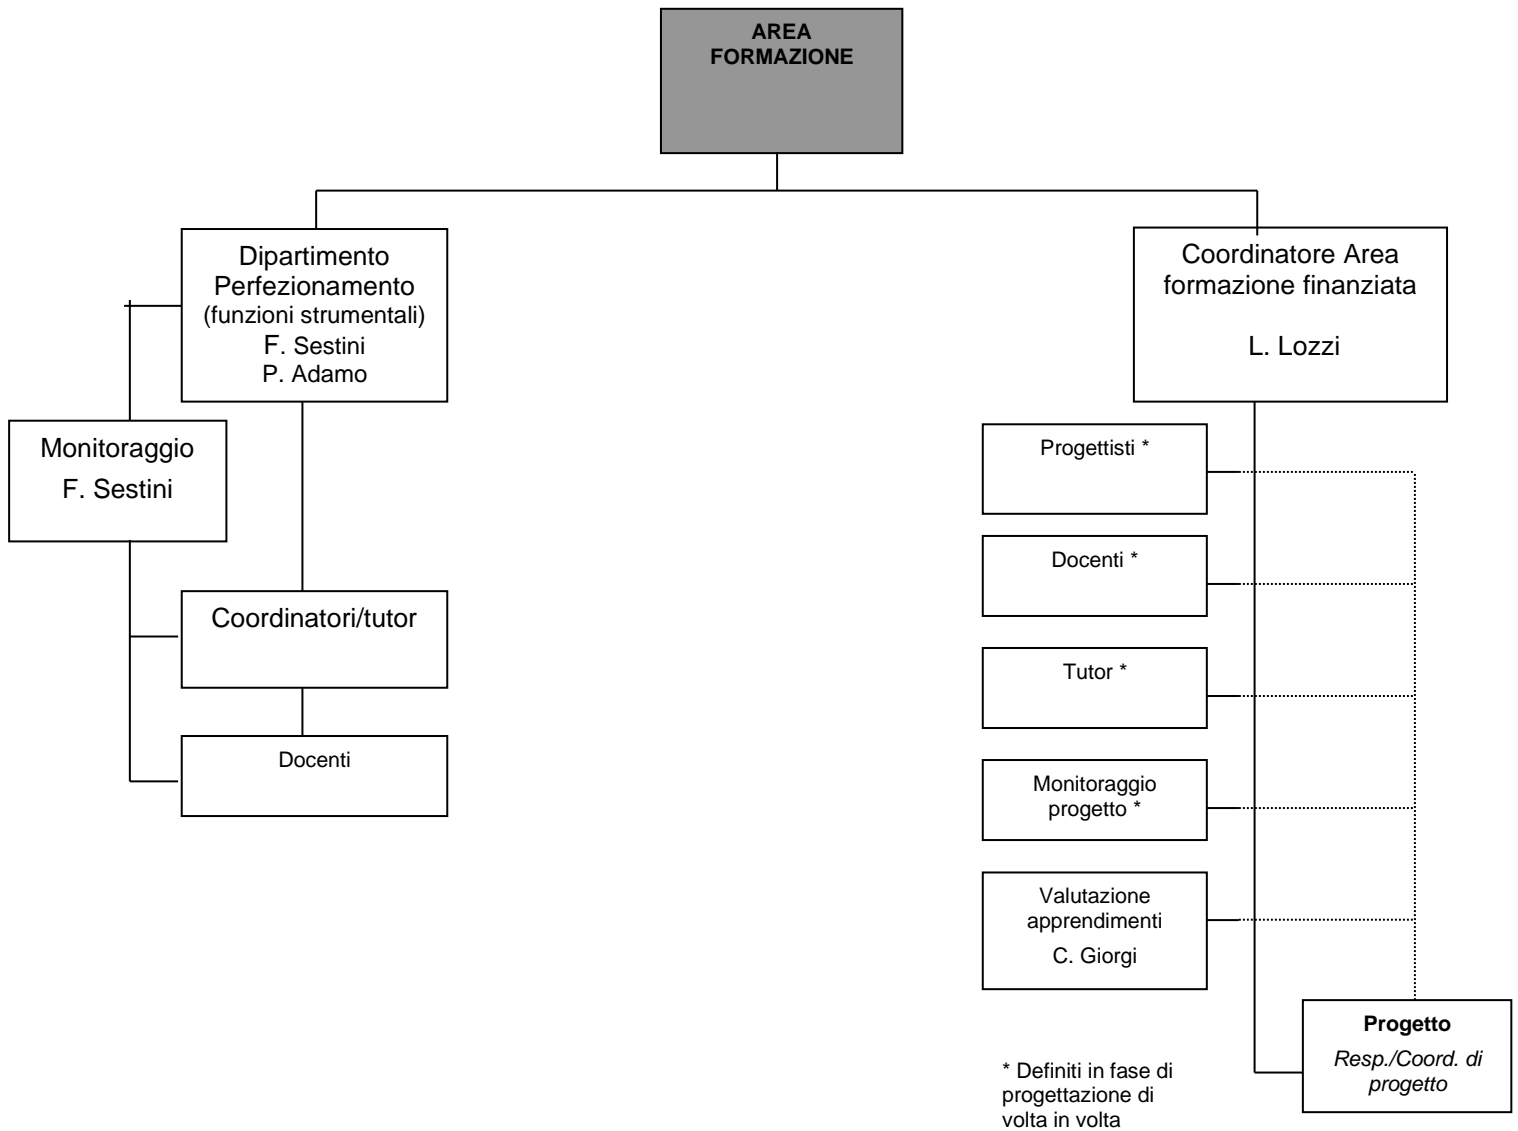 AREA
FORMAZIONE
Dipartimento
Perfezionamento
(funzioni strumentali)
F. Sestini
P. Adamo
Coordinatore Area
formazione finanziata
L. Lozzi
Monitoraggio
F. Sestini
Coordinatori/tutor
Docenti
Progettisti *
Docenti *
Tutor *
Monitoraggio
progetto *
Valutazione
apprendimenti
C. Giorgi
Progetto
Resp./Coord. di
progetto
* Definiti in fase di
progettazione di
volta in volta